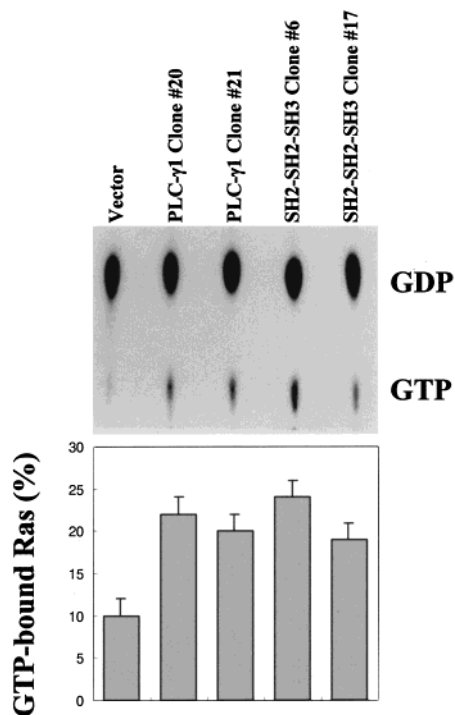 Vector
PLC-γ1 Clone #20
PLC-γ1 Clone #21
SH2-SH2-SH3 Clone #6
SH2-SH2-SH3 Clone #17
GDP
GTP
GTP-bound Ras (%)
30
25
20
15
10
5
0